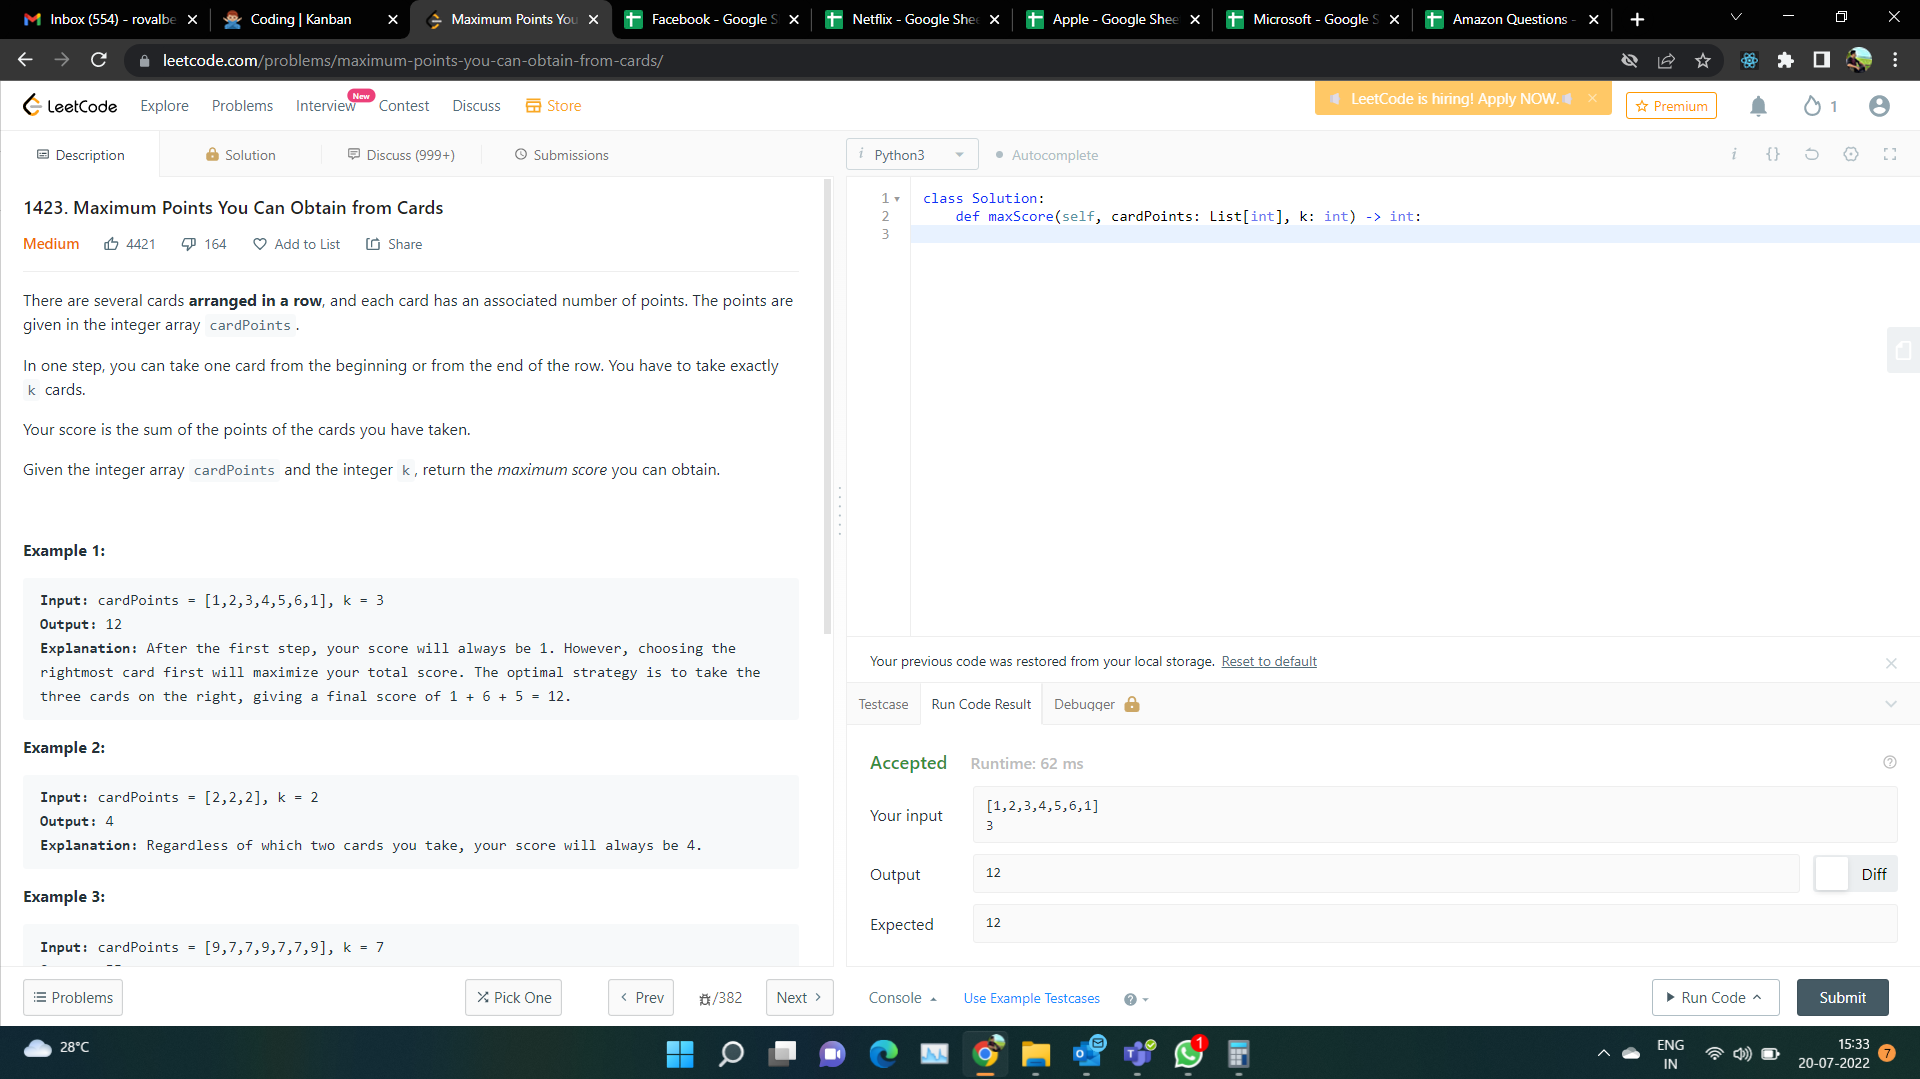 Inbox (554) - rovalbe
Coding | Kanban
Maximum Points You
Facebook - Google S
Netflix - Google Shee
Apple - Google Shee
Microsoft - Google S
Amazon Questions -
leetcode.com/problems/maximum-points-you-can-obtain-from-cards/
LeetCode
Explore
Problems
Interview
New
Contest
Discuss
Store
LeetCode is hiring! Apply NOW.
Premium
1
Description
Solution
Discuss (999+)
Submissions
i Python3
Autocomplete
i {}
1423. Maximum Points You Can Obtain from Cards
Medium 4421 164 Add to List Share
There are several cards arranged in a row, and each card has an associated number of points. The points are
given in the integer array cardPoints.
In one step, you can take one card from the beginning or from the end of the row. You have to take exactly
k cards.
Your score is the sum of the points of the cards you have taken.
Given the integer array cardPoints and the integer k, return the maximum score you can obtain.
Example 1:
Input: cardPoints = [1,2,3,4,5,6,1], k = 3
Output: 12
Explanation: After the first step, your score will always be 1. However, choosing the
rightmost card first will maximize your total score. The optimal strategy is to take the
three cards on the right, giving a final score of 1 + 6 + 5 = 12.
Example 2:
Input: cardPoints = [2,2,2], k = 2
Output: 4
Explanation: Regardless of which two cards you take, your score will always be 4.
Example 3:
Input: cardPoints = [9,7,7,9,7,7,9], k = 7
1 class Solution:
2 def maxScore(self, cardPoints: List[int], k: int) -> int:
3
Your previous code was restored from your local storage. Reset to default
Testcase
Run Code Result
Debugger
Accepted Runtime: 62 ms
Your input
[1,2,3,4,5,6,1]
3
Output
12
Diff
Expected
12
Problems
Pick One
Prev
/382
Next
Console
Use Example Testcases
Run Code
Submit
28°C
1
ENG
IN
15:33
20-07-2022
7